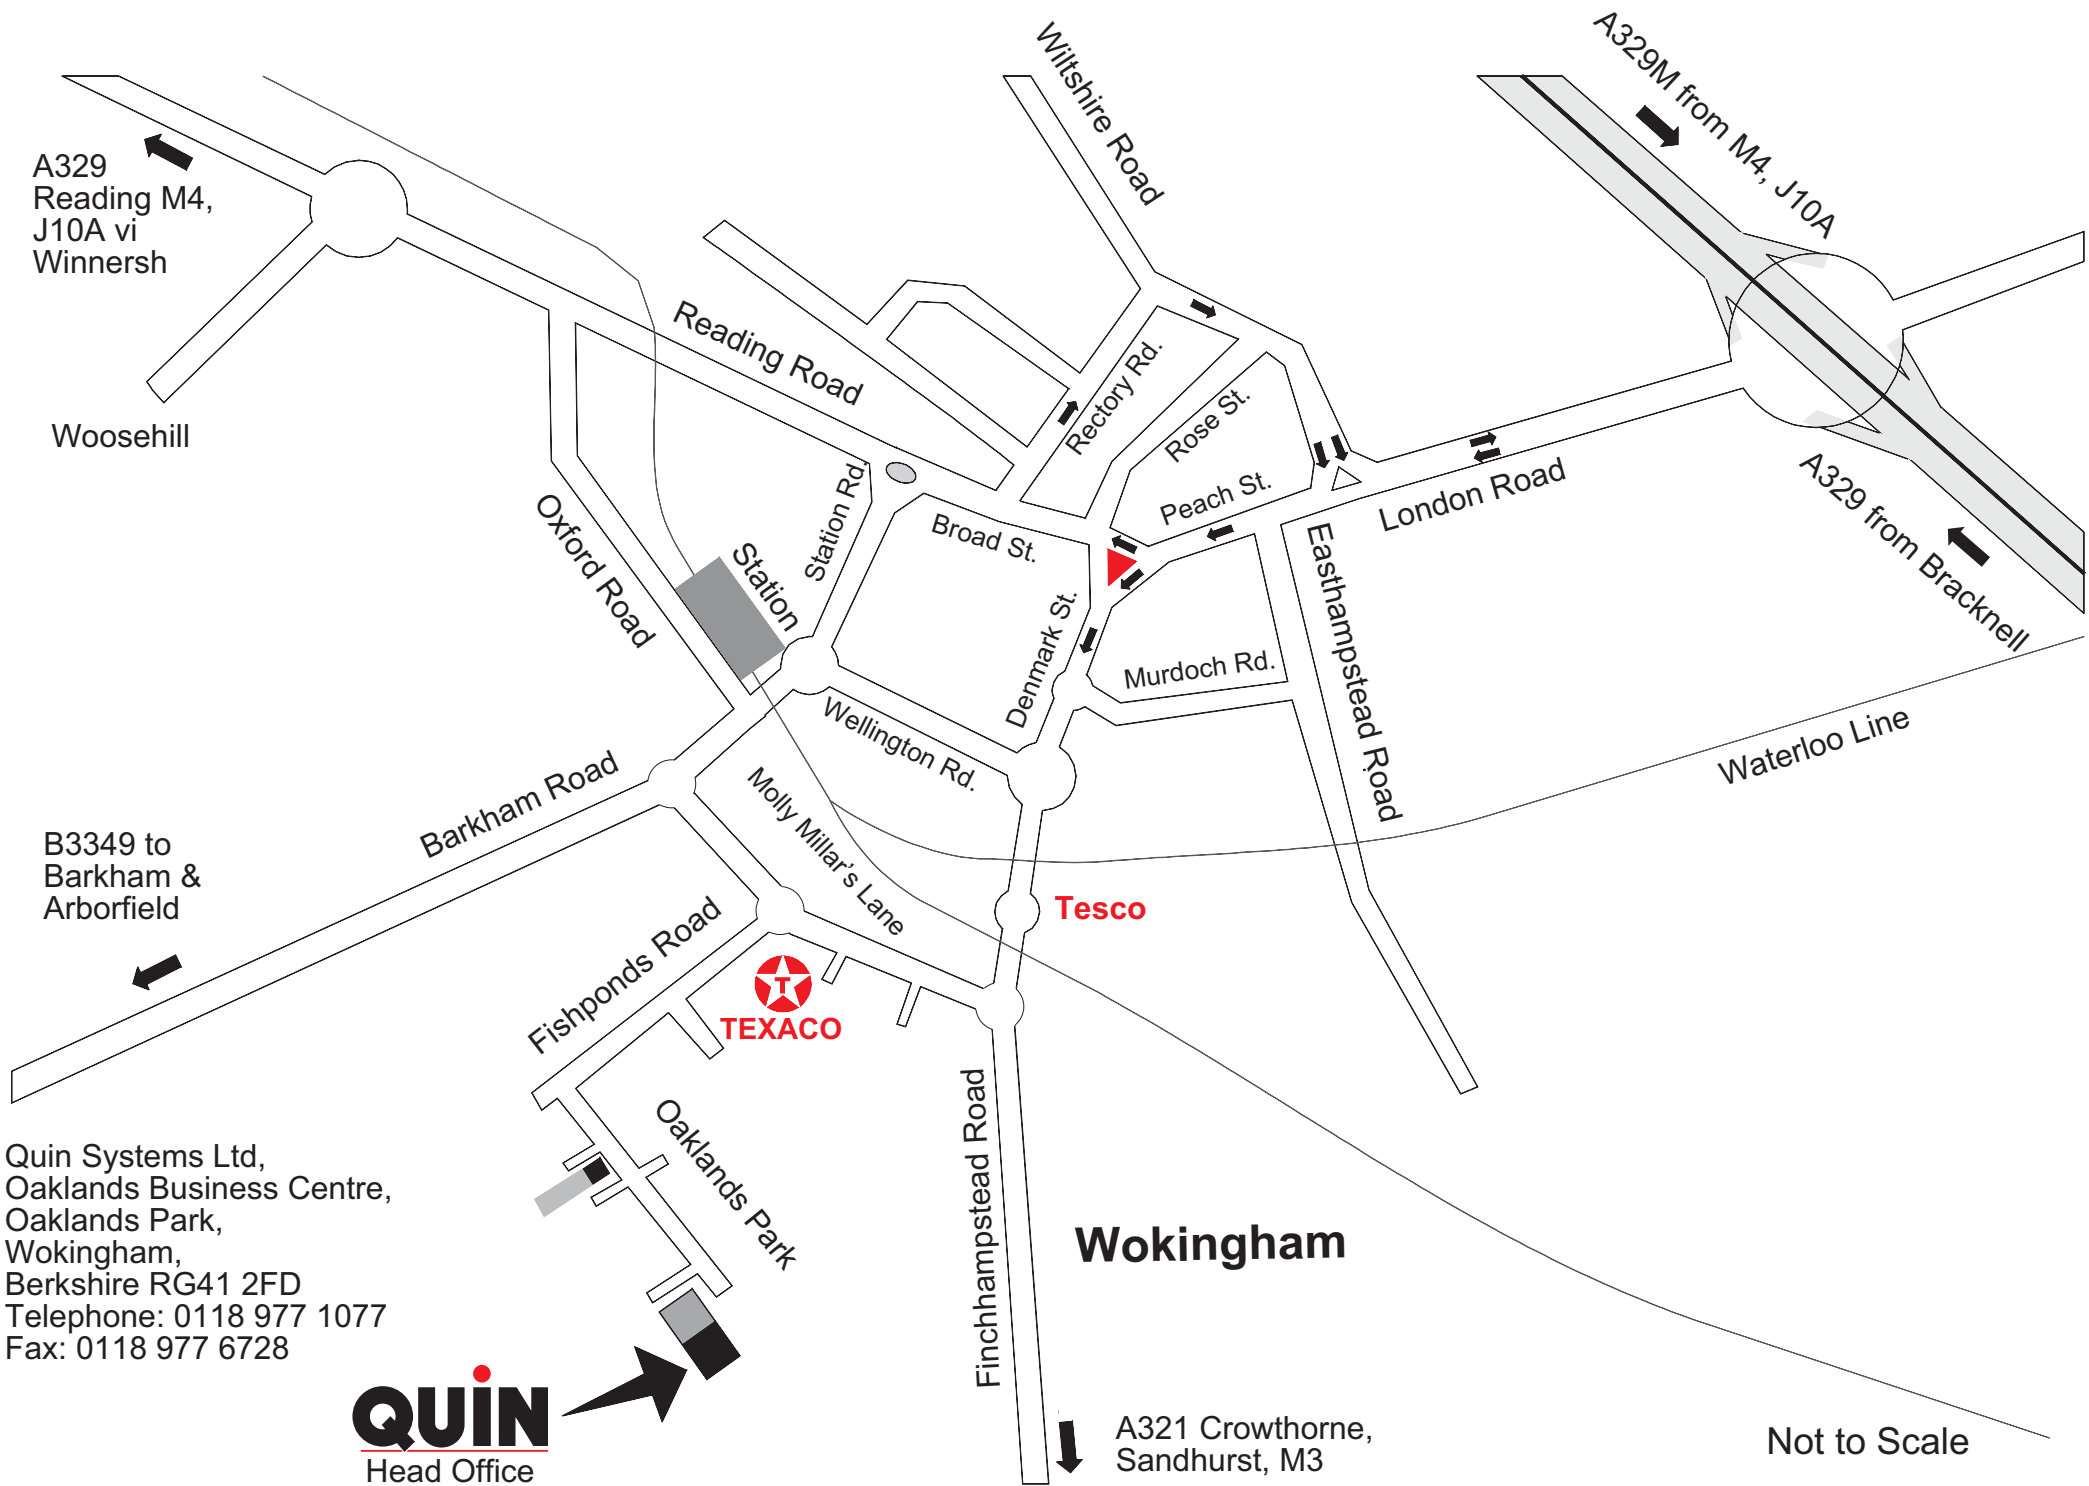 Wiltshire Road
A329M from M4, J10A
A329
Reading M4,
J10A vi
Winnersh
Woosehill
Reading Road
Rectory Rd.
Rose St.
Peach St.
London Road
A329 from Bracknell
Oxford Road
Station
Station Rd.
Broad St.
Denmark St.
Murdoch Rd.
Easthampstead Road
Waterloo Line
Wellington Rd.
Molly Millar's Lane
Barkham Road
B3349 to
Barkham &
Arborfield
Fishponds Road
Tesco
T
TEXACO
Oaklands Park
Finchhampstead Road
Wokingham
Quin Systems Ltd,
Oaklands Business Centre,
Oaklands Park,
Wokingham,
Berkshire RG41 2FD
Telephone: 0118 977 1077
Fax: 0118 977 6728
QUiN
Head Office
A321 Crowthorne,
Sandhurst, M3
Not to Scale